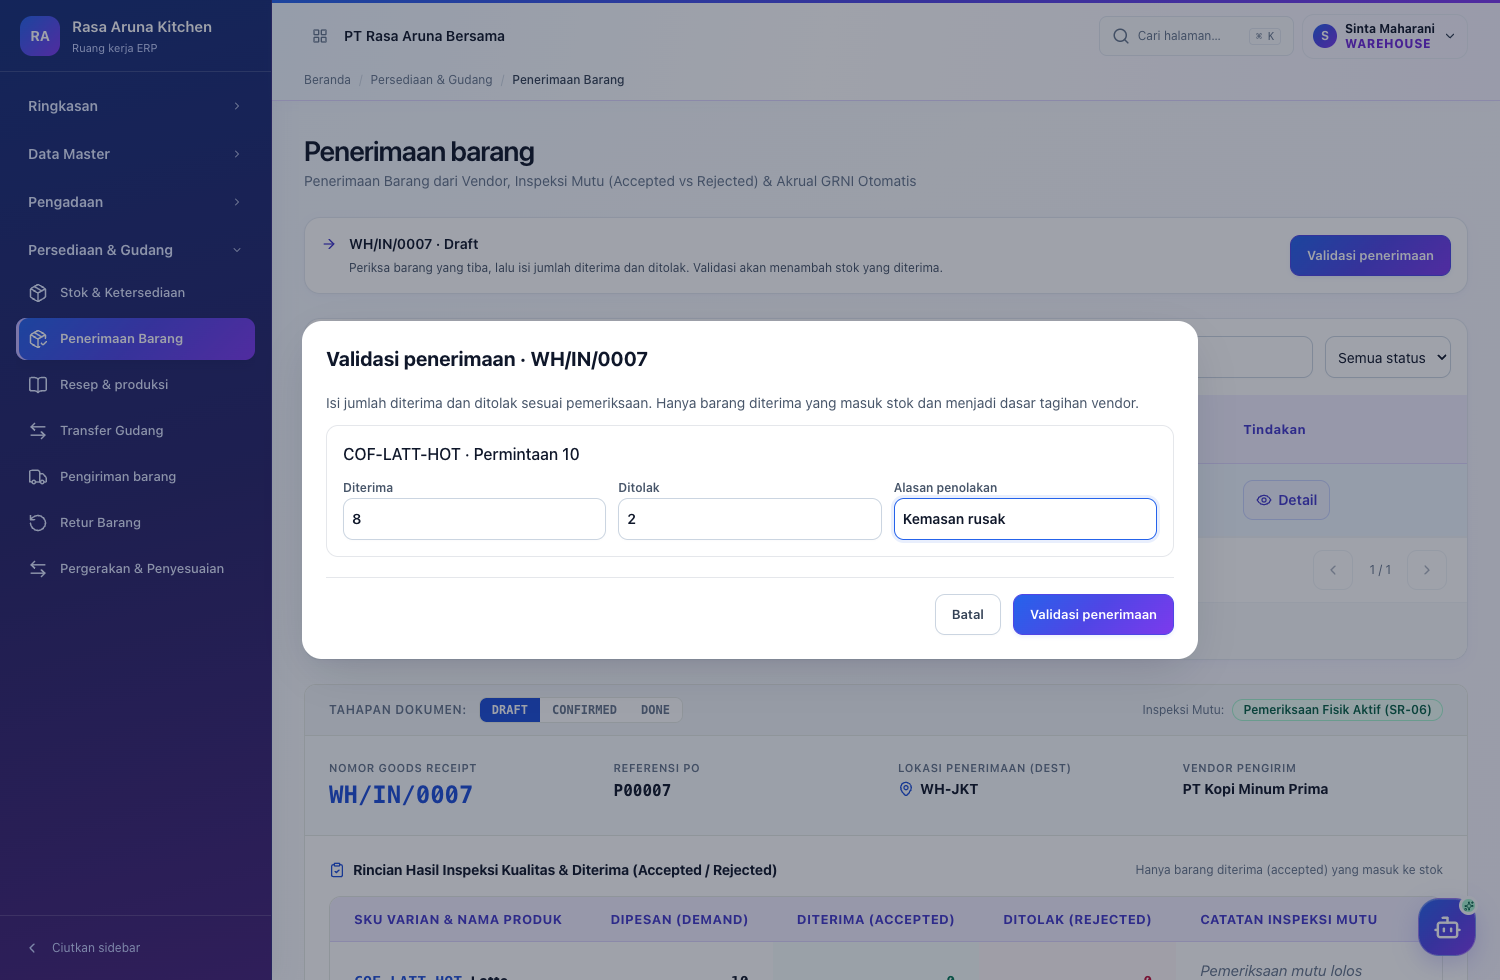 RA
Rasa Aruna Kitchen
Ruang kerja ERP
Ringkasan
Data Master
Pengadaan
Persediaan & Gudang
Stok & Ketersediaan
Penerimaan Barang
Resep & produksi
Transfer Gudang
Pengiriman barang
Retur Barang
Pergerakan & Penyesuaian
Ciutkan sidebar
PT Rasa Aruna Bersama
Cari halaman...
⌘ K
S
Sinta Maharani
WAREHOUSE
Beranda / Persediaan & Gudang / Penerimaan Barang
Penerimaan barang
Penerimaan Barang dari Vendor, Inspeksi Mutu (Accepted vs Rejected) & Akrual GRNI Otomatis
WH/IN/0007 · Draft
Periksa barang yang tiba, lalu isi jumlah diterima dan ditolak. Validasi akan menambah stok yang diterima.
Validasi penerimaan
Semua status
Tindakan
Detail
1 / 1
Validasi penerimaan · WH/IN/0007
Isi jumlah diterima dan ditolak sesuai pemeriksaan. Hanya barang diterima yang masuk stok dan menjadi dasar tagihan vendor.
COF-LATT-HOT · Permintaan 10
Diterima Ditolak Alasan penolakan
8 2 Kemasan rusak
Batal Validasi penerimaan
TAHAPAN DOKUMEN: DRAFT CONFIRMED DONE
Inspeksi Mutu: Pemeriksaan Fisik Aktif (SR-06)
NOMOR GOODS RECEIPT REFERENSI PO LOKASI PENERIMAAN (DEST) VENDOR PENGIRIM
WH/IN/0007 P00007 WH-JKT PT Kopi Minum Prima
Rincian Hasil Inspeksi Kualitas & Diterima (Accepted / Rejected)
Hanya barang diterima (accepted) yang masuk ke stok
SKU VARIAN & NAMA PRODUK DIPESAN (DEMAND) DITERIMA (ACCEPTED) DITOLAK (REJECTED) CATATAN INSPEKSI MUTU
COF-LATT-HOT 10 0 0 Pemeriksaan mutu lolos